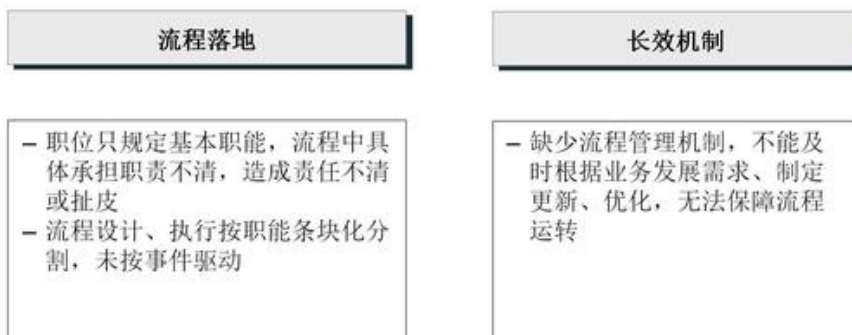 流程落地
– 职位只规定基本职能，流程中具
体承担职责不清，造成责任不清
或扯皮
– 流程设计、执行按职能条块化分
割，未按事件驱动
长效机制
– 缺少流程管理机制，不能及
时根据业务发展需求、制定
更新、优化，无法保障流程
运转